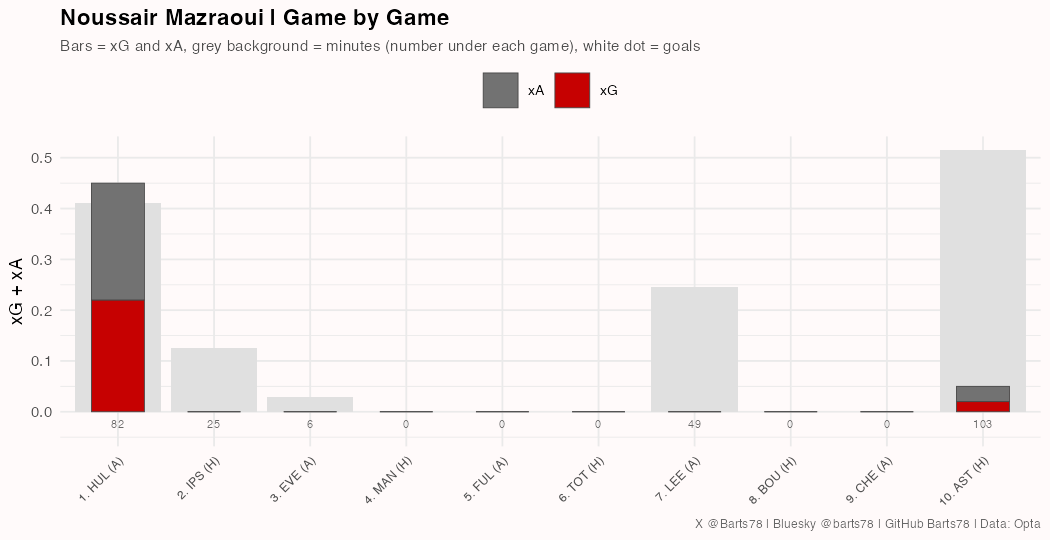 Noussair Mazraoui | Game by Game
Bars = xG and xA, grey background = minutes (number under each game), white dot = goals
xA xG
xG + xA
0.5
0.4
0.3
0.2
0.1
0.0
82 25 6 0 0 0 49 0 0 103
1. HUL (A) 2. IPS (H) 3. EVE (A) 4. MAN (H) 5. FUL (A) 6. TOT (H) 7. LEE (A) 8. BOU (H) 9. CHE (A) 10. AST (H)
X @Barts78 | Bluesky @barts78 | GitHub Barts78 | Data: Opta